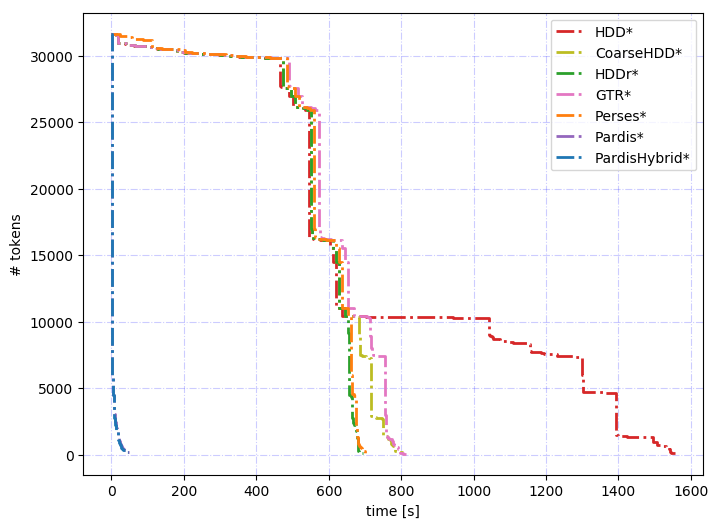 HDD*
CoarseHDD*
HDDr*
GTR*
Perses*
Pardis*
PardisHybrid*
# tokens
30000
25000
20000
15000
10000
5000
0
0 200 400 600 800 1000 1200 1400 1600
time [s]